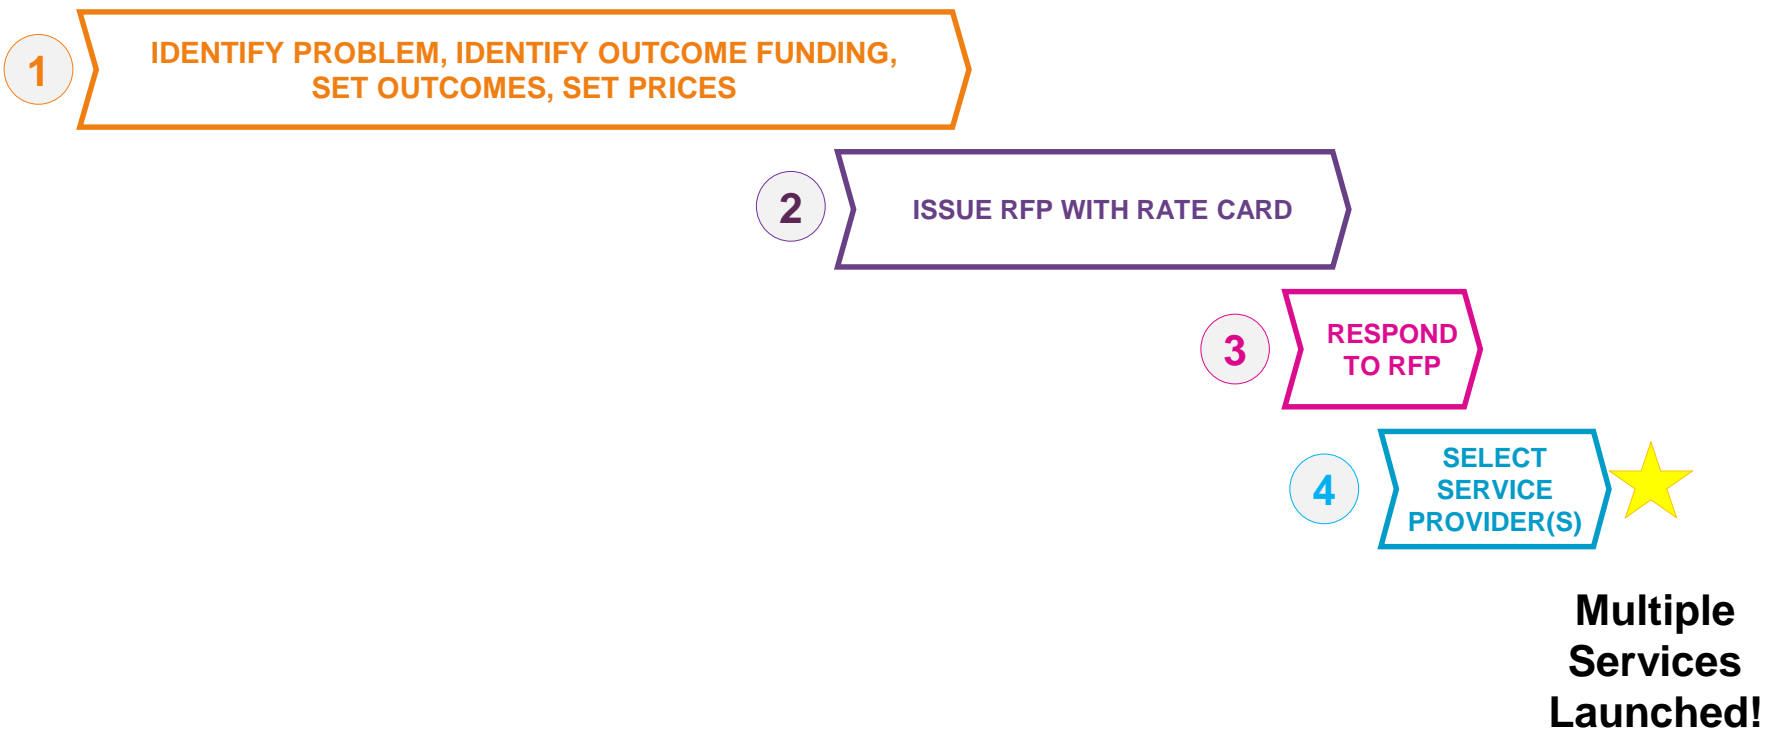 1
IDENTIFY PROBLEM, IDENTIFY OUTCOME FUNDING,
SET OUTCOMES, SET PRICES
2
ISSUE RFP WITH RATE CARD
3
RESPOND
TO RFP
4
SELECT
SERVICE
PROVIDER(S)
Multiple
Services
Launched!